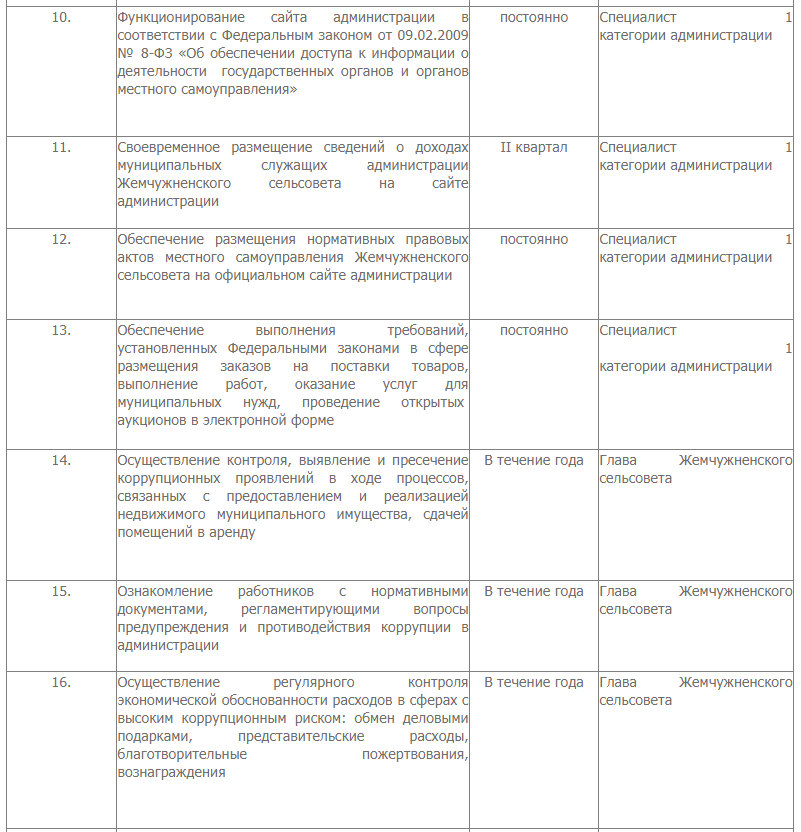 10.
Функционирование сайта администрации в
соответствии с Федеральным законом от 09.02.2009
№ 8-ФЗ «Об обеспечении доступа к информации о
деятельности государственных органов и органов
местного самоуправления»
постоянно
Специалист 1
категории администрации
11.
Своевременное размещение сведений о доходах
муниципальных служащих администрации
Жемчужненского сельсовета на сайте
администрации
II квартал
Специалист 1
категории администрации
12.
Обеспечение размещения нормативных правовых
актов местного самоуправления Жемчужненского
сельсовета на официальном сайте администрации
постоянно
Специалист 1
категории администрации
13.
Обеспечение выполнения требований,
установленных Федеральными законами в сфере
размещения заказов на поставки товаров,
выполнение работ, оказание услуг для
муниципальных нужд, проведение открытых
аукционов в электронной форме
постоянно
Специалист
1
категории администрации
14.
Осуществление контроля, выявление и пресечение
коррупционных проявлений в ходе процессов,
связанных с предоставлением и реализацией
недвижимого муниципального имущества, сдачей
помещений в аренду
В течение года
Глава Жемчужненского
сельсовета
15.
Ознакомление работников с нормативными
документами, регламентирующими вопросы
предупреждения и противодействия коррупции в
администрации
В течение года
Глава Жемчужненского
сельсовета
16.
Осуществление регулярного контроля
экономической обоснованности расходов в сферах с
высоким коррупционным риском: обмен деловыми
подарками, представительские расходы,
благотворительные пожертвования,
вознаграждения
В течение года
Глава Жемчужненского
сельсовета